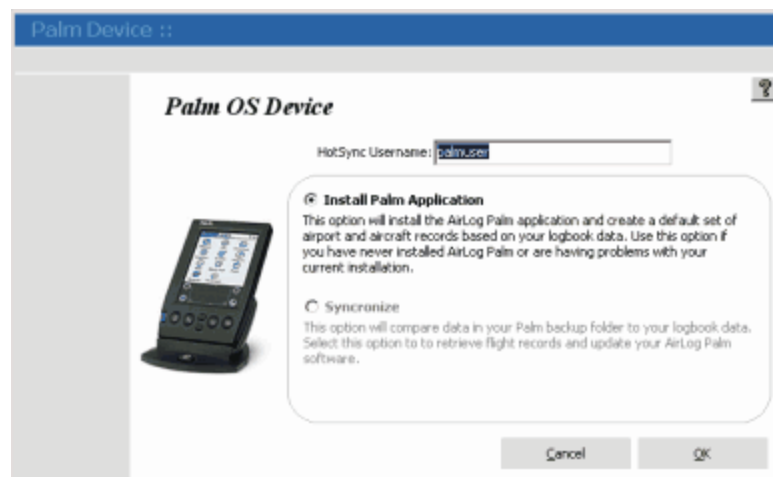 Palm Device ::
?
Palm OS Device
HotSync Username: palmuser
Install Palm Application
This option will install the AirLog Palm application and create a default set of
airport and aircraft records based on your logbook data. Use this option if
you have never installed AirLog Palm or are having problems with your
current installation.
Syncronize
This option will compare data in your Palm backup folder to your logbook data.
Select this option to to retrieve flight records and update your AirLog Palm
software.
Cancel
OK